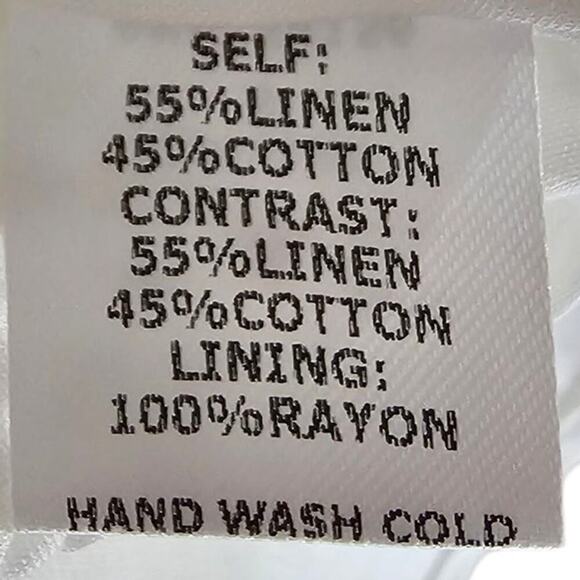 SELF:
55%LINEN
45%COTTON
CONTRAST:
55%LINEN
45%COTTON
LINING:
100%RAYON
HAND WASH COLD